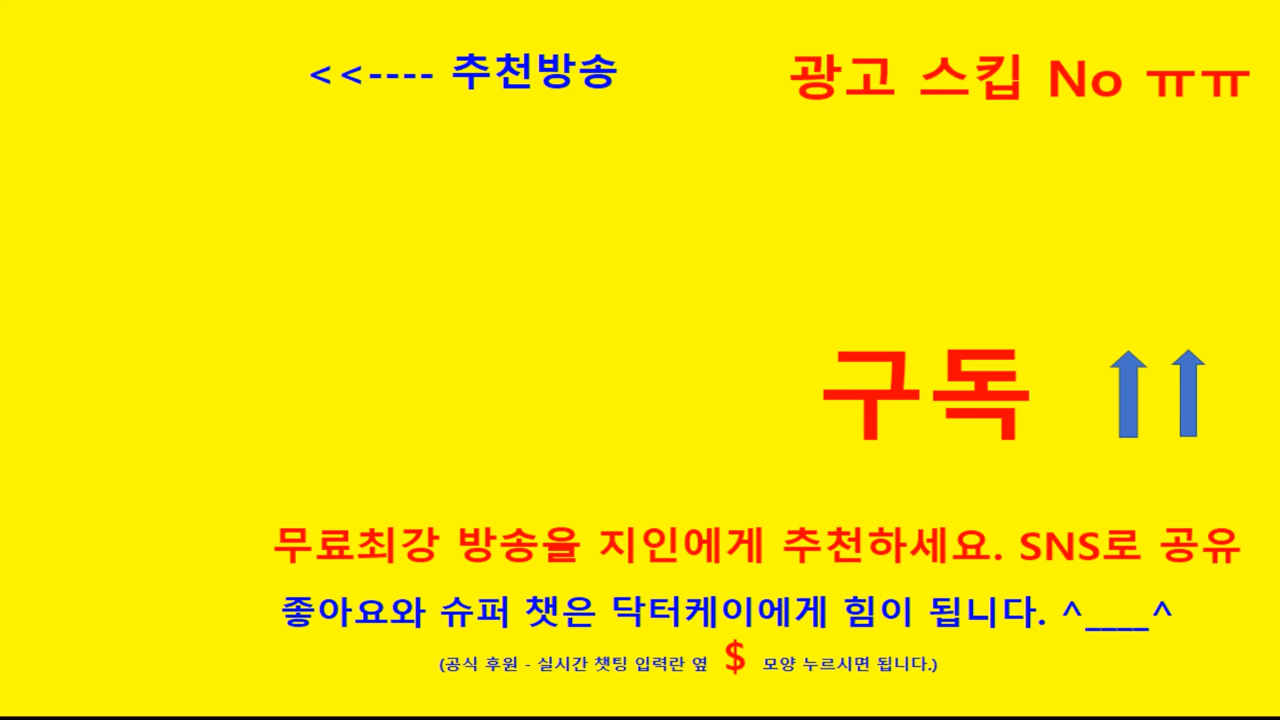 <<---- 추천방송
광고 스킵 No ㅠㅠ
구독
무료최강 방송을 지인에게 추천하세요. SNS로 공유
좋아요와 슈퍼 챗은 닥터케이에게 힘이 됩니다. ^____^
(공식 후원 - 실시간 챗팅 입력란 옆 $ 모양 누르시면 됩니다.)